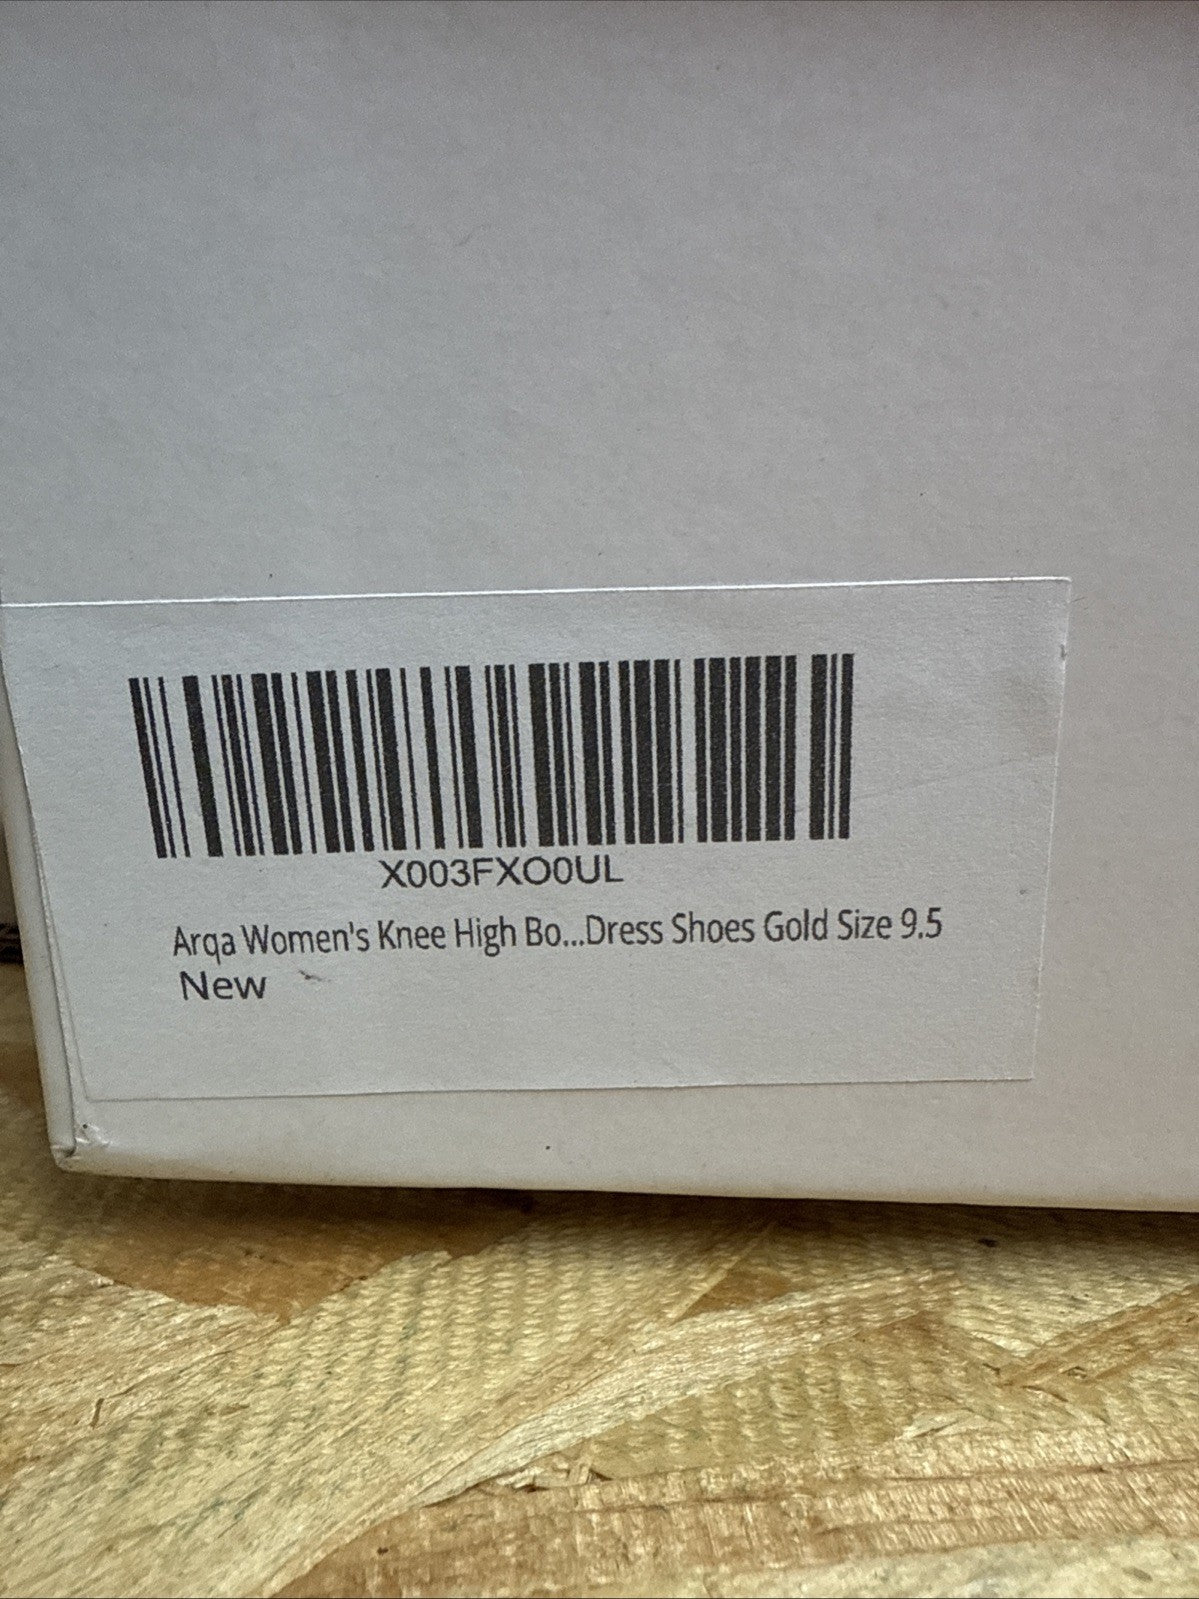 X003FXO0UL
Arqa Women's Knee High Bo...Dress Shoes Gold Size 9.5
New